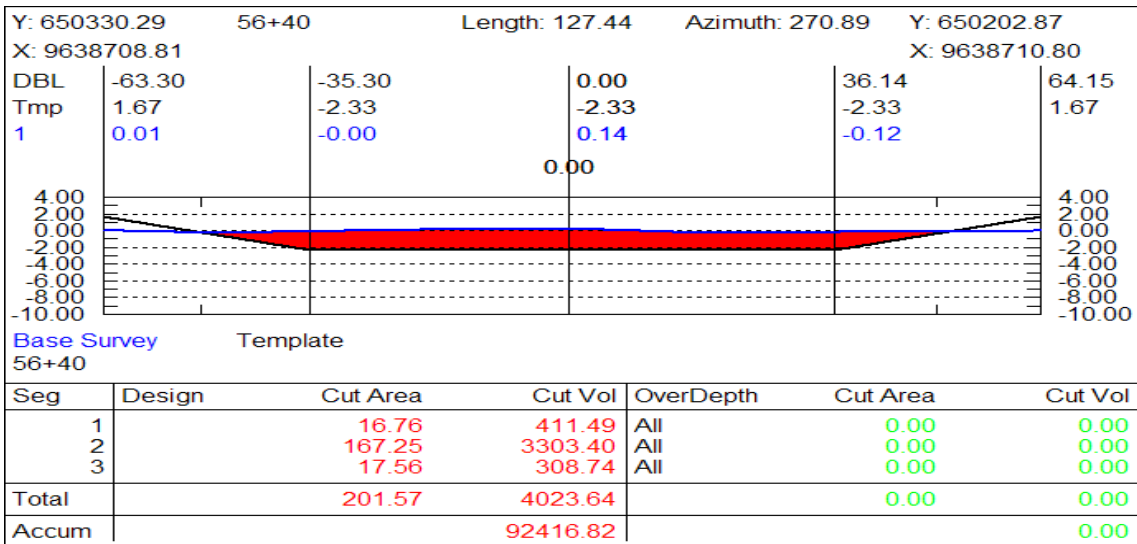 Y: 650330.29 56+40 Length: 127.44 Azimuth: 270.89 Y: 650202.87
X: 9638708.81 X: 9638710.80
DBL -63.30 -35.30 0.00 36.14 64.15
Tmp 1.67 -2.33 -2.33 -2.33 1.67
1 0.01 -0.00 0.14 -0.12
0.00
4.00 4.00
2.00 2.00
0.00 0.00
-2.00 -2.00
-4.00 -4.00
-6.00 -6.00
-8.00 -8.00
-10.00 -10.00
Base Survey Template
56+40
Seg Design Cut Area Cut Vol OverDepth Cut Area Cut Vol
1 16.76 411.49 All 0.00 0.00
2 167.25 3303.40 All 0.00 0.00
3 17.56 308.74 All 0.00 0.00
Total 201.57 4023.64 0.00 0.00
Accum 92416.82 0.00